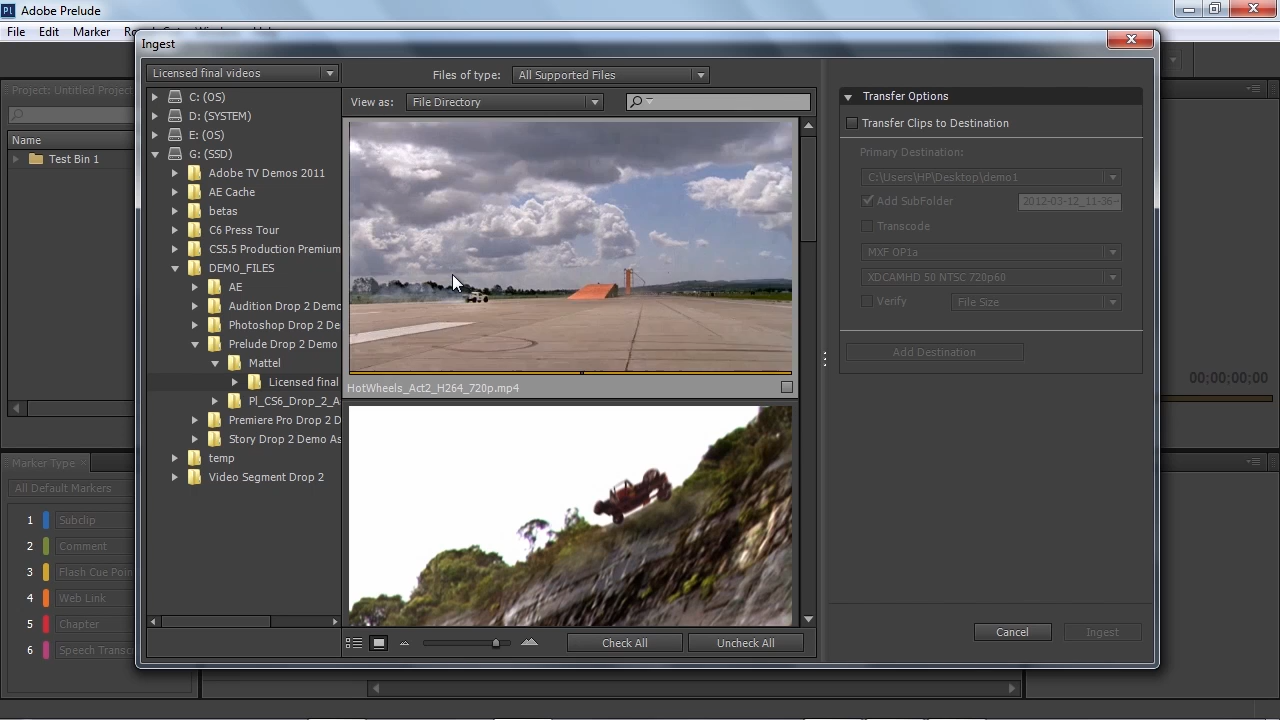 Pl Adobe Prelude
File Edit Marker
Ingest
Project: Untitled Project
Name
Test Bin 1
Licensed final videos
C: (OS)
D: (SYSTEM)
E: (OS)
G: (SSD)
Adobe TV Demos 2011
AE Cache
betas
C6 Press Tour
CS5.5 Production Premium
DEMO_FILES
AE
Audition Drop 2 Demo
Photoshop Drop 2 De
Prelude Drop 2 Demo
Mattel
Licensed final
Pl_CS6_Drop_2_A
Premiere Pro Drop 2 D
Story Drop 2 Demo As
temp
Video Segment Drop 2
Files of type: All Supported Files
View as: File Directory
HotWheels_Act2_H264_720p.mp4
Check All Uncheck All
Transfer Options
Transfer Clips to Destination
Primary Destination:
C:\Users\HP\Desktop\demo1
Add SubFolder 2012-03-12_11-36-
Transcode
MXF OP1a
XDCAMHD 50 NTSC 720p60
Verify File Size
Add Destination
Cancel Ingest
00;00;00;00
Marker Type
All Default Markers
1 Subclip
2 Comment
3 Flash Cue Poin
4 Web Link
5 Chapter
6 Speech Transc